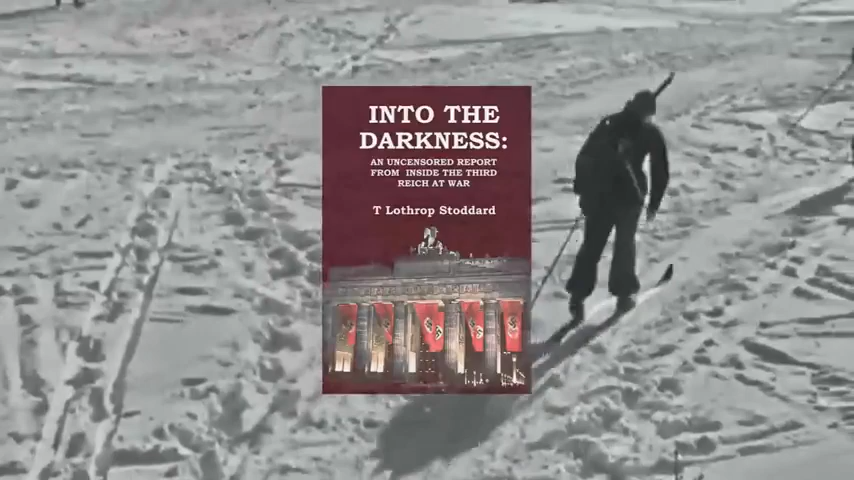 INTO THE
DARKNESS:
AN UNCENSORED REPORT
FROM INSIDE THE THIRD
REICH AT WAR
T Lothrop Stoddard